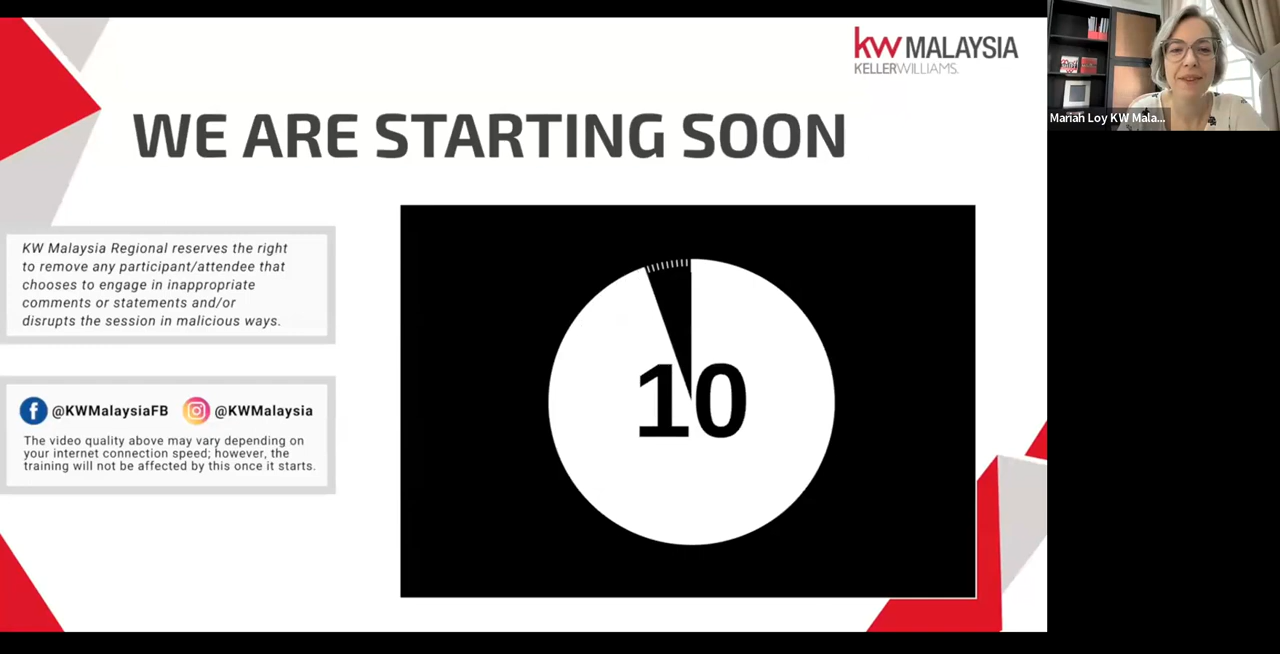 kw MALAYSIA
KELLERWILLIAMS.
WE ARE STARTING SOON
Mariah Loy KW Mala...
KW Malaysia Regional reserves the right
to remove any participant/attendee that
chooses to engage in inappropriate
comments or statements and/or
disrupts the session in malicious ways.
@KWMalaysiaFB @KWMalaysia
The video quality above may vary depending on
your internet connection speed; however, the
training will not be affected by this once it starts.
10